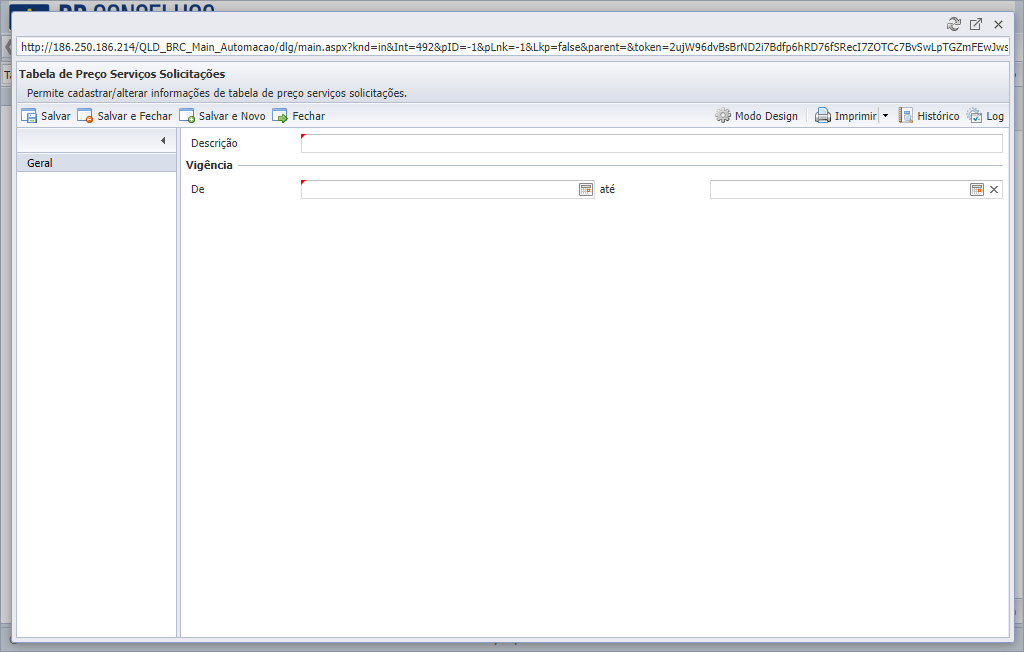 http://186.250.186.214/QLD_BRC_Main_Automacao/dlg/main.aspx?knd=in&Int=492&pID=-1&pLnk=-1&Lkp=false&parent=&token=2ujW96dvBsBrND2i7Bdfp6hRD76fSRecI7ZOTCc7BvSwLpTGZmFEwJws
Tabela de Preço Serviços Solicitações
Permite cadastrar/alterar informações de tabela de preço serviços solicitações.
Salvar Salvar e Fechar Salvar e Novo Fechar Modo Design Imprimir Histórico Log
Geral
Descrição
Vigência
De até